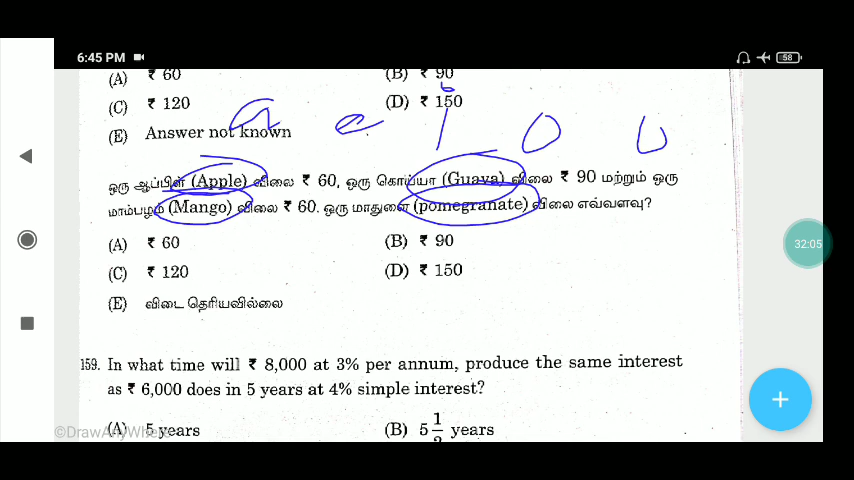 6:45 PM
58
(A) ₹ 60 (B) ₹ 90
(C) ₹ 120 (D) ₹ 150
(E) Answer not known
a e i o u
ஒரு ஆப்பிள் (Apple) விலை ₹ 60, ஒரு கொய்யா (Guava) விலை ₹ 90 மற்றும் ஒரு
மாம்பழம் (Mango) விலை ₹ 60. ஒரு மாதுளை (pomegranate) விலை எவ்வளவு?
(A) ₹ 60 (B) ₹ 90
(C) ₹ 120 (D) ₹ 150
(E) விடை தெரியவில்லை
32:05
159. In what time will ₹ 8,000 at 3% per annum, produce the same interest
as ₹ 6,000 does in 5 years at 4% simple interest?
(A) 5 years (B) 5 1/2 years
©DrawAnyWhere